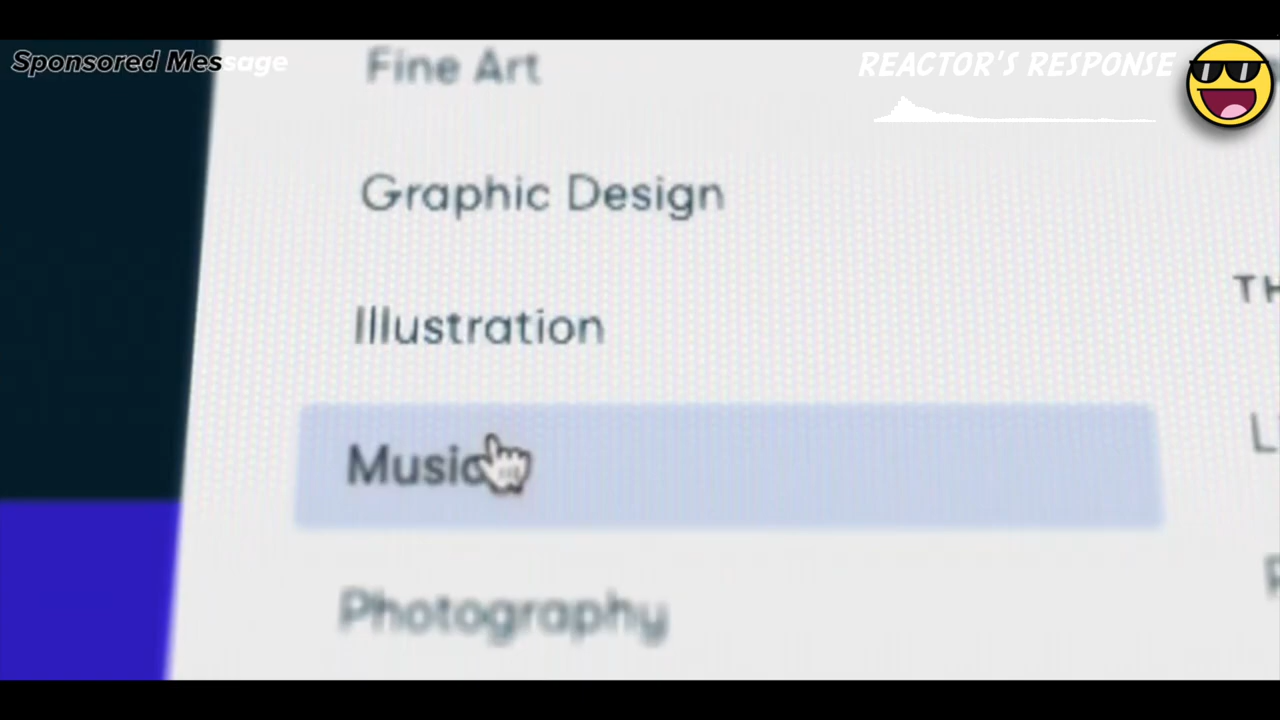 Sponsored Message
REACTOR'S RESPONSE
Fine Art
Graphic Design
Illustration
Music
Photography